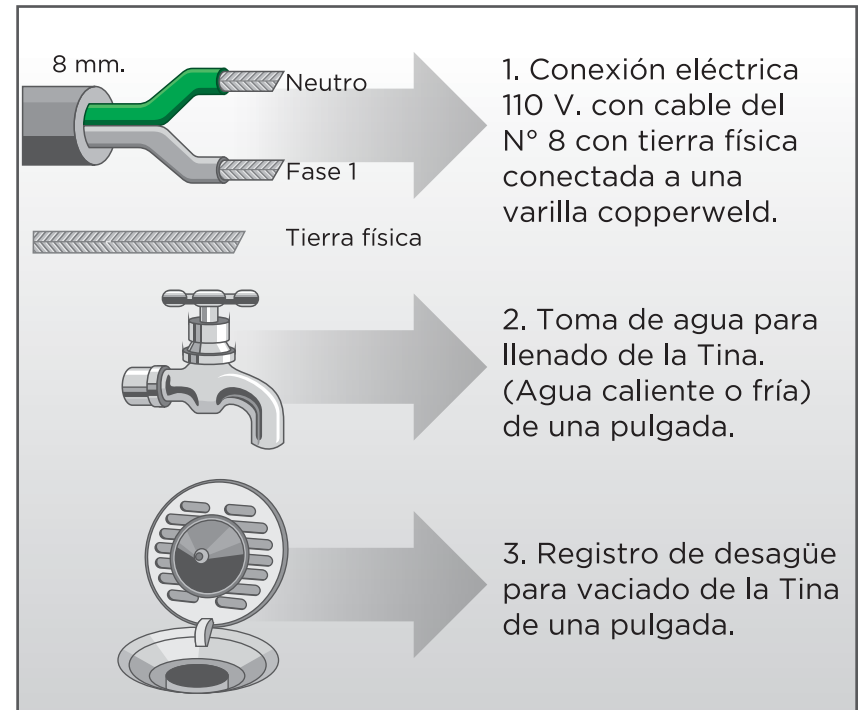 8 mm.
Neutro
Fase 1
Tierra física
1. Conexión eléctrica
110 V. con cable del
N° 8 con tierra física
conectada a una
varilla copperweld.
2. Toma de agua para
llenado de la Tina.
(Agua caliente o fría)
de una pulgada.
3. Registro de desagüe
para vaciado de la Tina
de una pulgada.